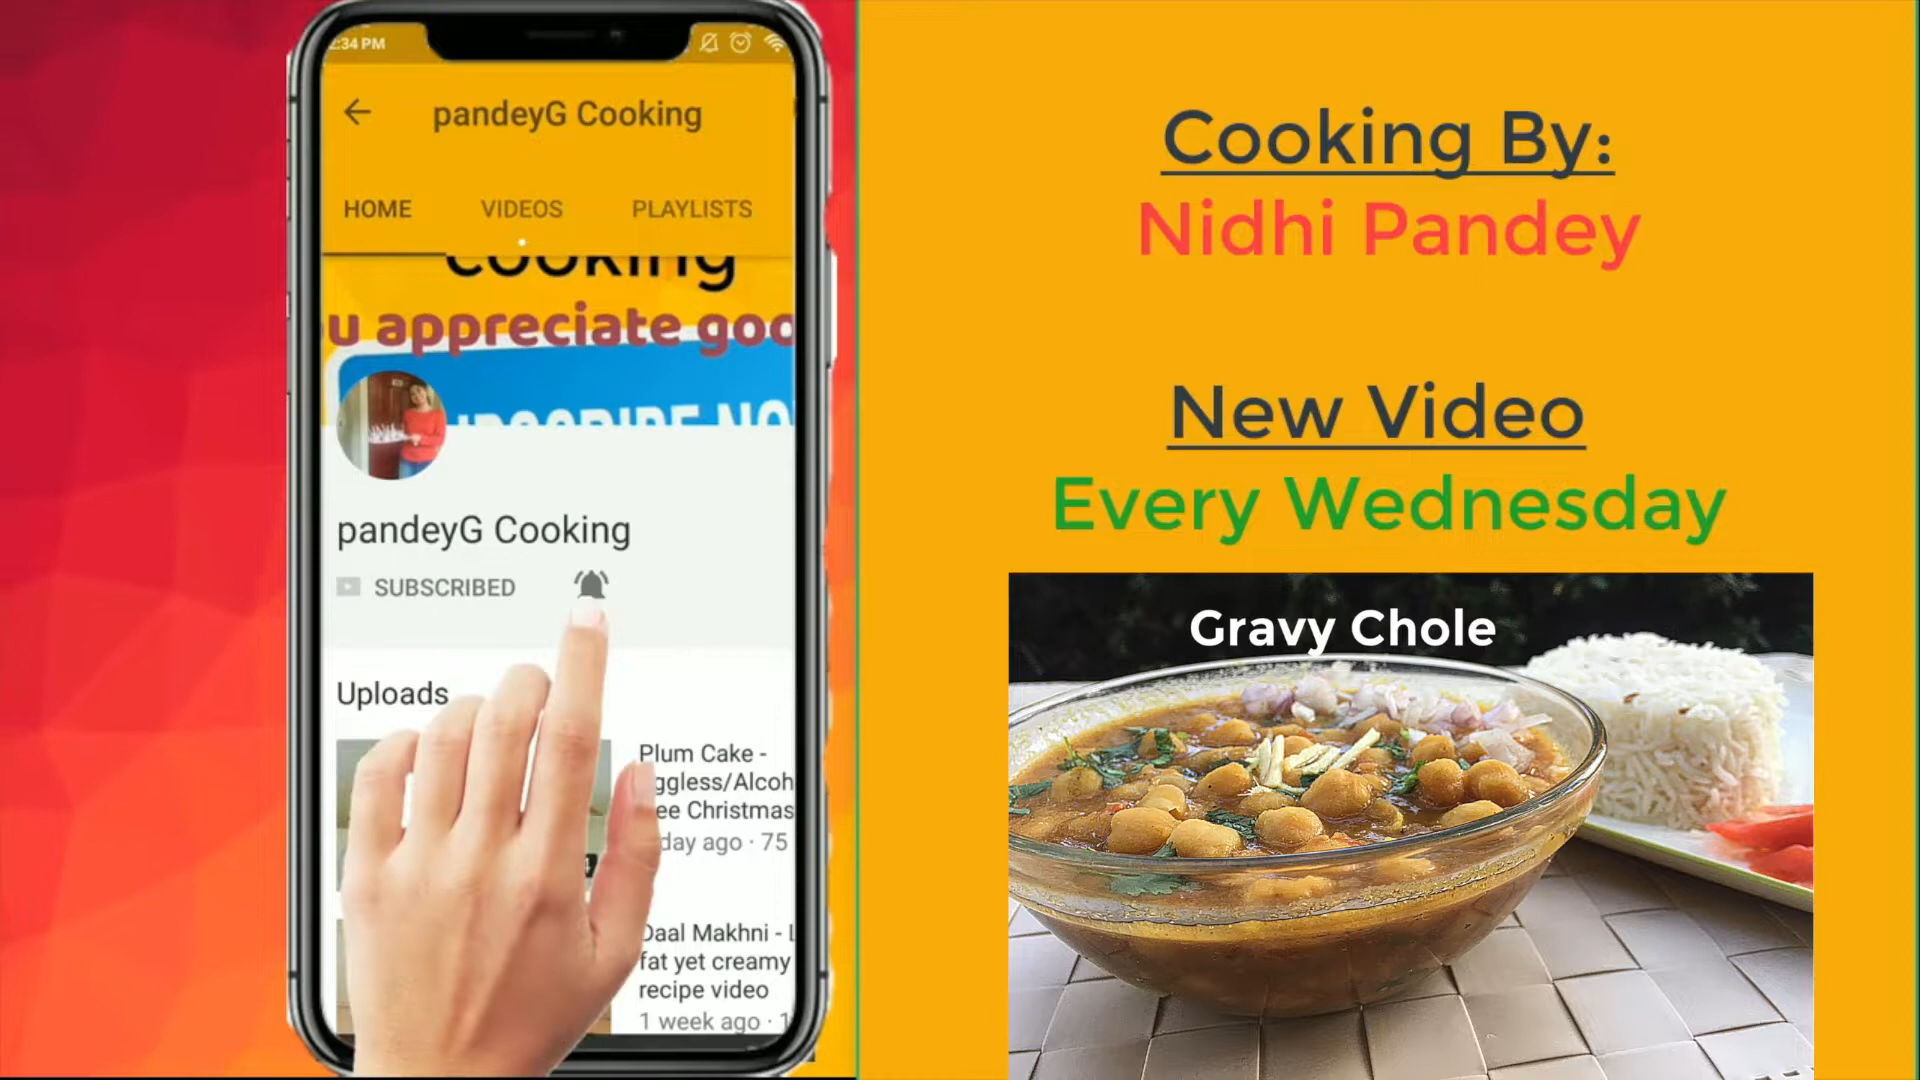 :34 PM
pandeyG Cooking
HOME VIDEOS PLAYLISTS
cooking
u appreciate goo
pandeyG Cooking
SUBSCRIBED
Uploads
Plum Cake -
ggless/Alcoh
ee Christmas
day ago · 75
Daal Makhni - L
fat yet creamy
recipe video
1 week ago · 1
Cooking By:
Nidhi Pandey
New Video
Every Wednesday
Gravy Chole